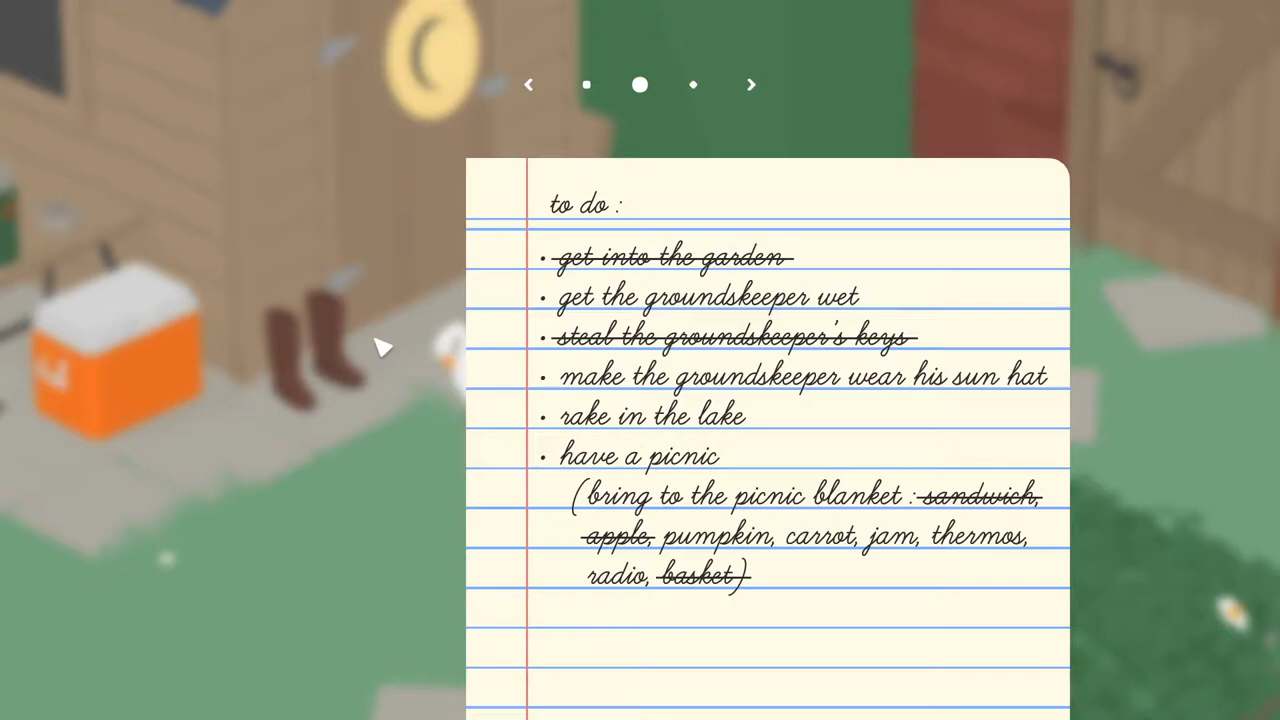 to do :
• get into the garden
• get the groundskeeper wet
• steal the groundskeeper's keys
• make the groundskeeper wear his sun hat
• rake in the lake
• have a picnic
(bring to the picnic blanket : sandwich,
apple, pumpkin, carrot, jam, thermos,
radio, basket)